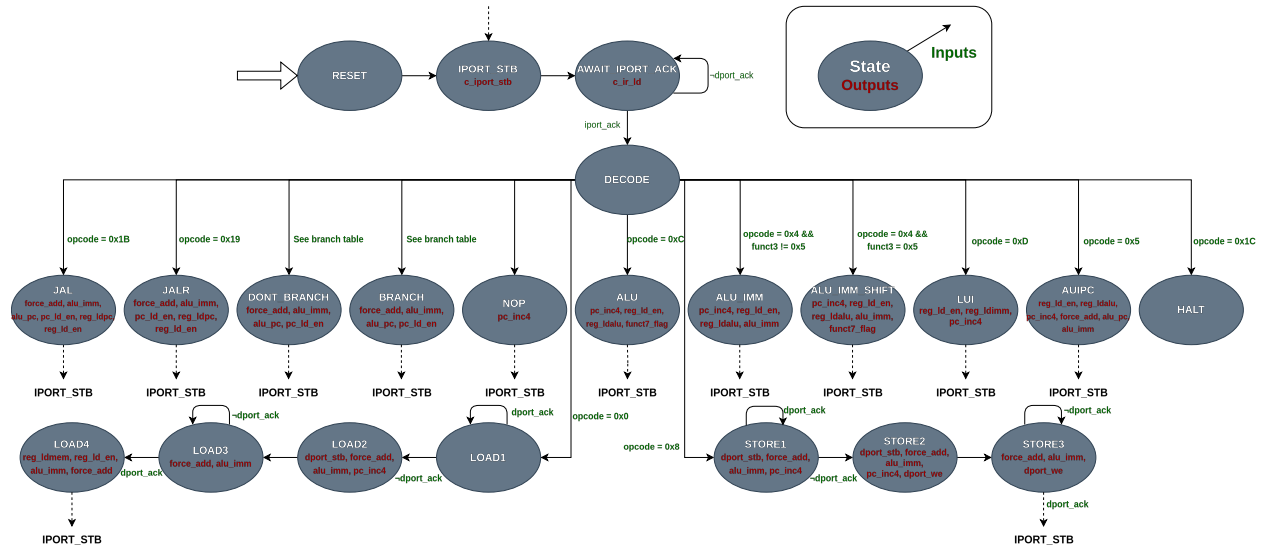 RESET
IPORT_STB
c_iport_stb
AWAIT_IPORT_ACK
c_ir_ld
¬dport_ack
State
Outputs
Inputs
iport_ack
DECODE
opcode = 0x1B
opcode = 0x19
See branch table
See branch table
opcode = 0xC
opcode = 0x4 &&
funct3 != 0x5
opcode = 0x4 &&
funct3 = 0x5
opcode = 0xD
opcode = 0x5
opcode = 0x1C
JAL
force_add, alu_imm,
alu_pc, pc_ld_en, reg_ldpc
reg_ld_en
JALR
force_add, alu_imm,
pc_ld_en, reg_ldpc,
reg_ld_en
DONT_BRANCH
force_add, alu_imm,
alu_pc, pc_ld_en
BRANCH
force_add, alu_imm,
alu_pc, pc_ld_en
NOP
pc_inc4
ALU
pc_inc4, reg_ld_en,
reg_ldalu, funct7_flag
ALU_IMM
pc_inc4, reg_ld_en,
reg_ldalu, alu_imm
ALU_IMM_SHIFT
pc_inc4, reg_ld_en,
reg_ldalu, alu_imm,
funct7_flag
LUI
reg_ld_en, reg_ldimm,
pc_inc4
AUIPC
reg_ld_en, reg_ldalu,
pc_inc4, force_add, alu_pc,
alu_imm
HALT
IPORT_STB
IPORT_STB
IPORT_STB
IPORT_STB
IPORT_STB
IPORT_STB
IPORT_STB
IPORT_STB
IPORT_STB
IPORT_STB
¬dport_ack
dport_ack
opcode = 0x0
opcode = 0x8
dport_ack
¬dport_ack
LOAD4
reg_ldmem, reg_ld_en,
alu_imm, force_add
dport_ack
LOAD3
force_add, alu_imm
LOAD2
dport_stb, force_add,
alu_imm, pc_inc4
¬dport_ack
LOAD1
STORE1
dport_stb, force_add,
alu_imm, pc_inc4
¬dport_ack
STORE2
dport_stb, force_add,
alu_imm,
pc_inc4, dport_we
STORE3
force_add, alu_imm,
dport_we
dport_ack
IPORT_STB
IPORT_STB